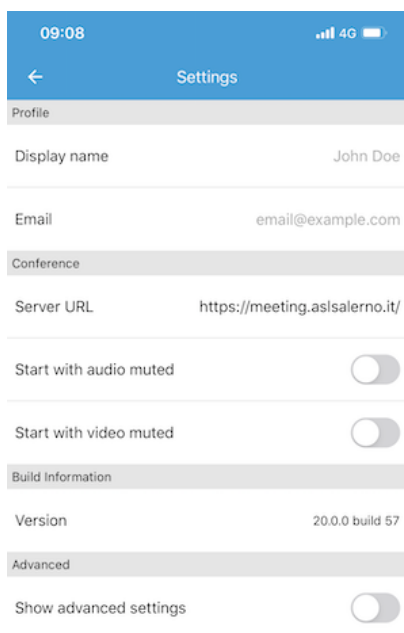 09:08 4G
Settings
Profile
Display name John Doe
Email email@example.com
Conference
Server URL https://meeting.aslsalerno.it/
Start with audio muted
Start with video muted
Build Information
Version 20.0.0 build 57
Advanced
Show advanced settings